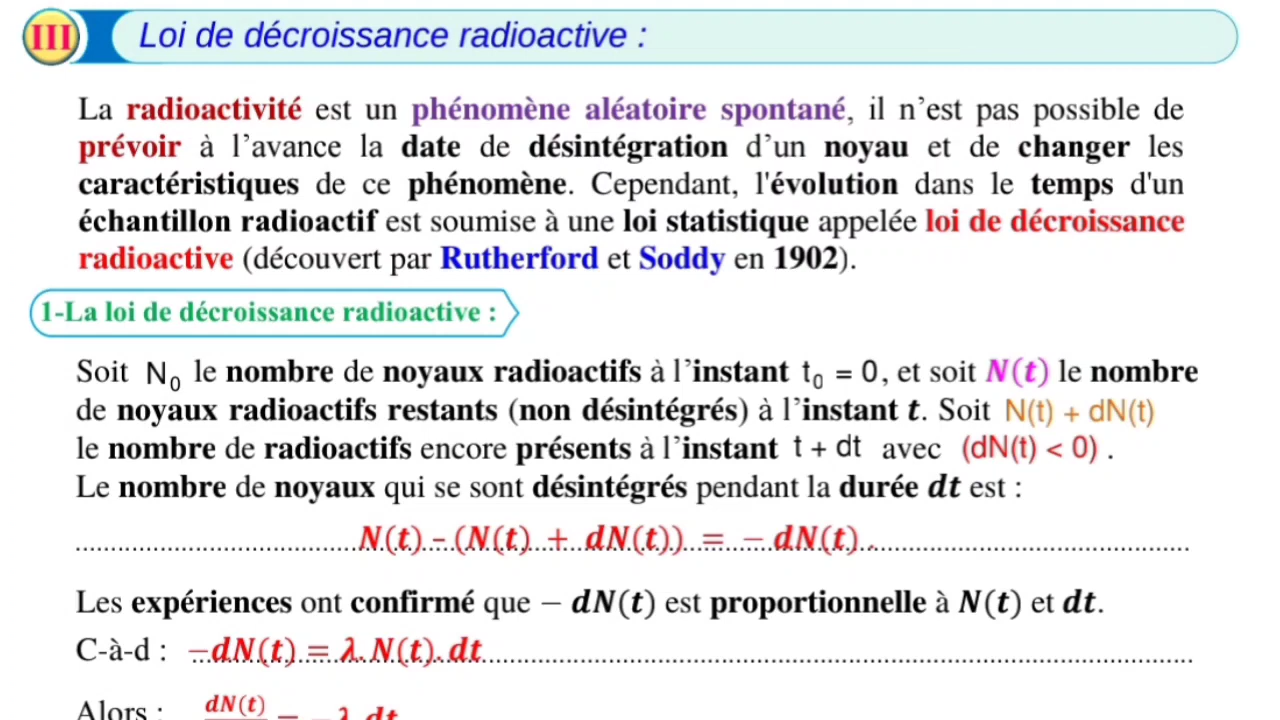 III Loi de décroissance radioactive :
La radioactivité est un phénomène aléatoire spontané, il n’est pas possible de
prévoir à l’avance la date de désintégration d’un noyau et de changer les
caractéristiques de ce phénomène. Cependant, l'évolution dans le temps d'un
échantillon radioactif est soumise à une loi statistique appelée loi de décroissance
radioactive (découvert par Rutherford et Soddy en 1902).
1-La loi de décroissance radioactive :
Soit N₀ le nombre de noyaux radioactifs à l’instant t₀ = 0, et soit N(t) le nombre
de noyaux radioactifs restants (non désintégrés) à l’instant t. Soit N(t) + dN(t)
le nombre de radioactifs encore présents à l’instant t + dt avec (dN(t) < 0) .
Le nombre de noyaux qui se sont désintégrés pendant la durée dt est :
N(t) - (N(t) + dN(t)) = − dN(t) .
Les expériences ont confirmé que − dN(t) est proportionnelle à N(t) et dt.
C-à-d : −dN(t) = λ. N(t). dt
Alors : dN(t) = − λ dt